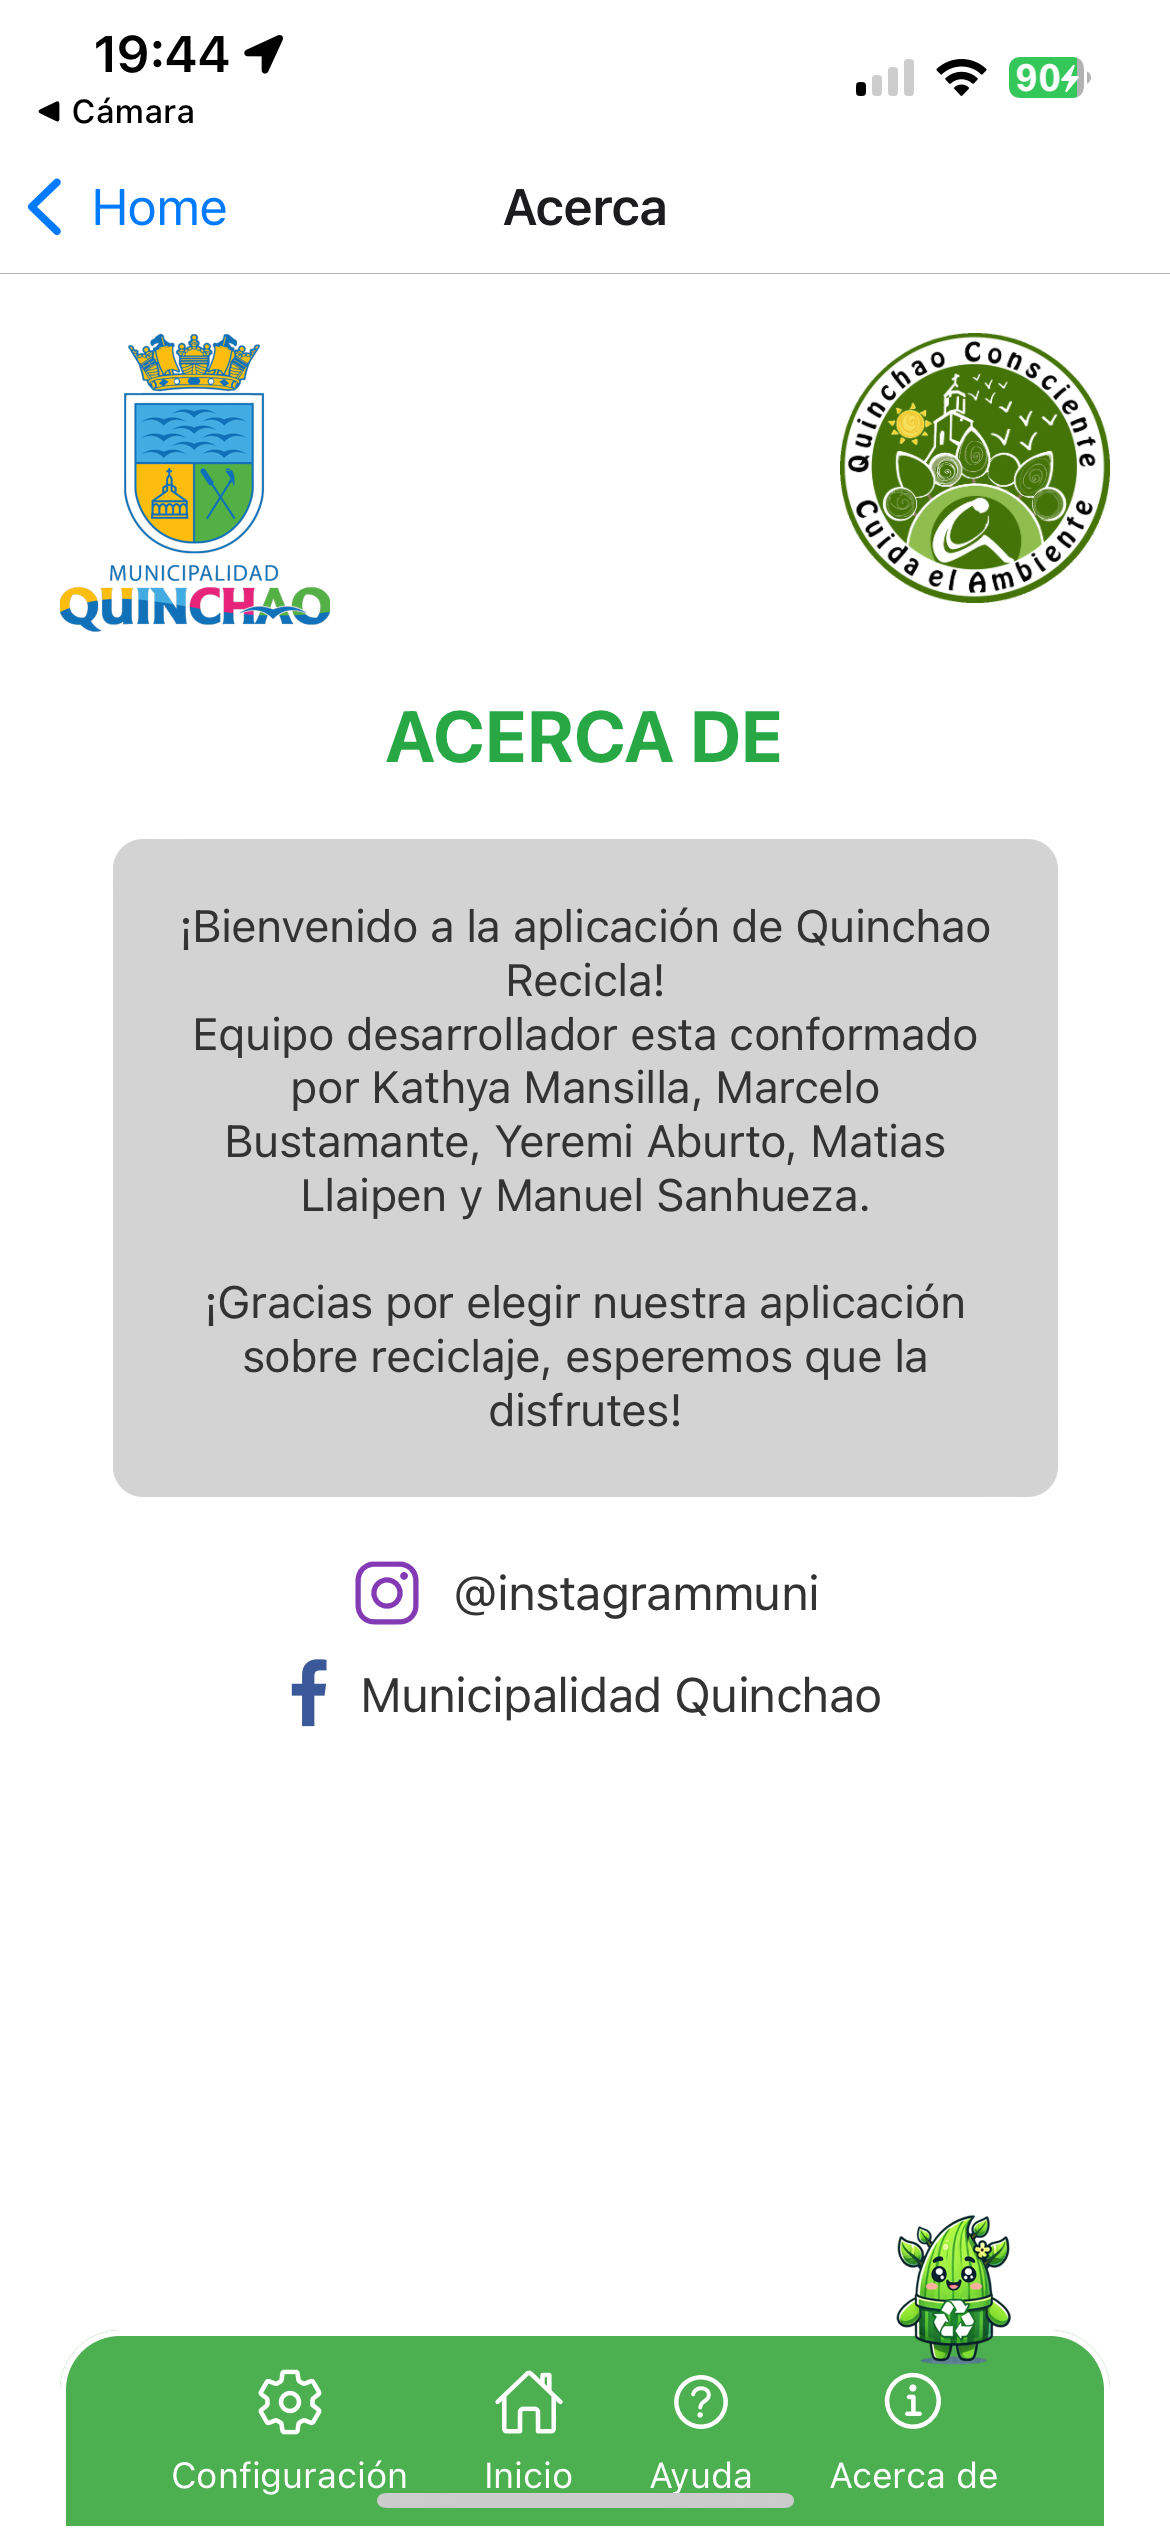 19:44
90
◀ Cámara
Home
Acerca
MUNICIPALIDAD
QUINCHAO
Quinchao Consciente
Cuida el Ambiente
ACERCA DE
¡Bienvenido a la aplicación de Quinchao
Recicla!
Equipo desarrollador esta conformado
por Kathya Mansilla, Marcelo
Bustamante, Yeremi Aburto, Matias
Llaipen y Manuel Sanhueza.
¡Gracias por elegir nuestra aplicación
sobre reciclaje, esperemos que la
disfrutes!
@instagrammuni
Municipalidad Quinchao
Configuración
Inicio
Ayuda
Acerca de